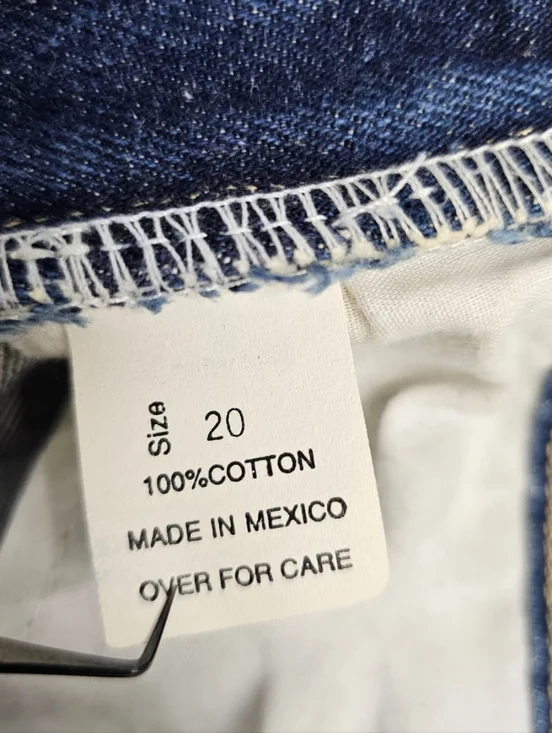 Size 20
100%COTTON
MADE IN MEXICO
OVER FOR CARE